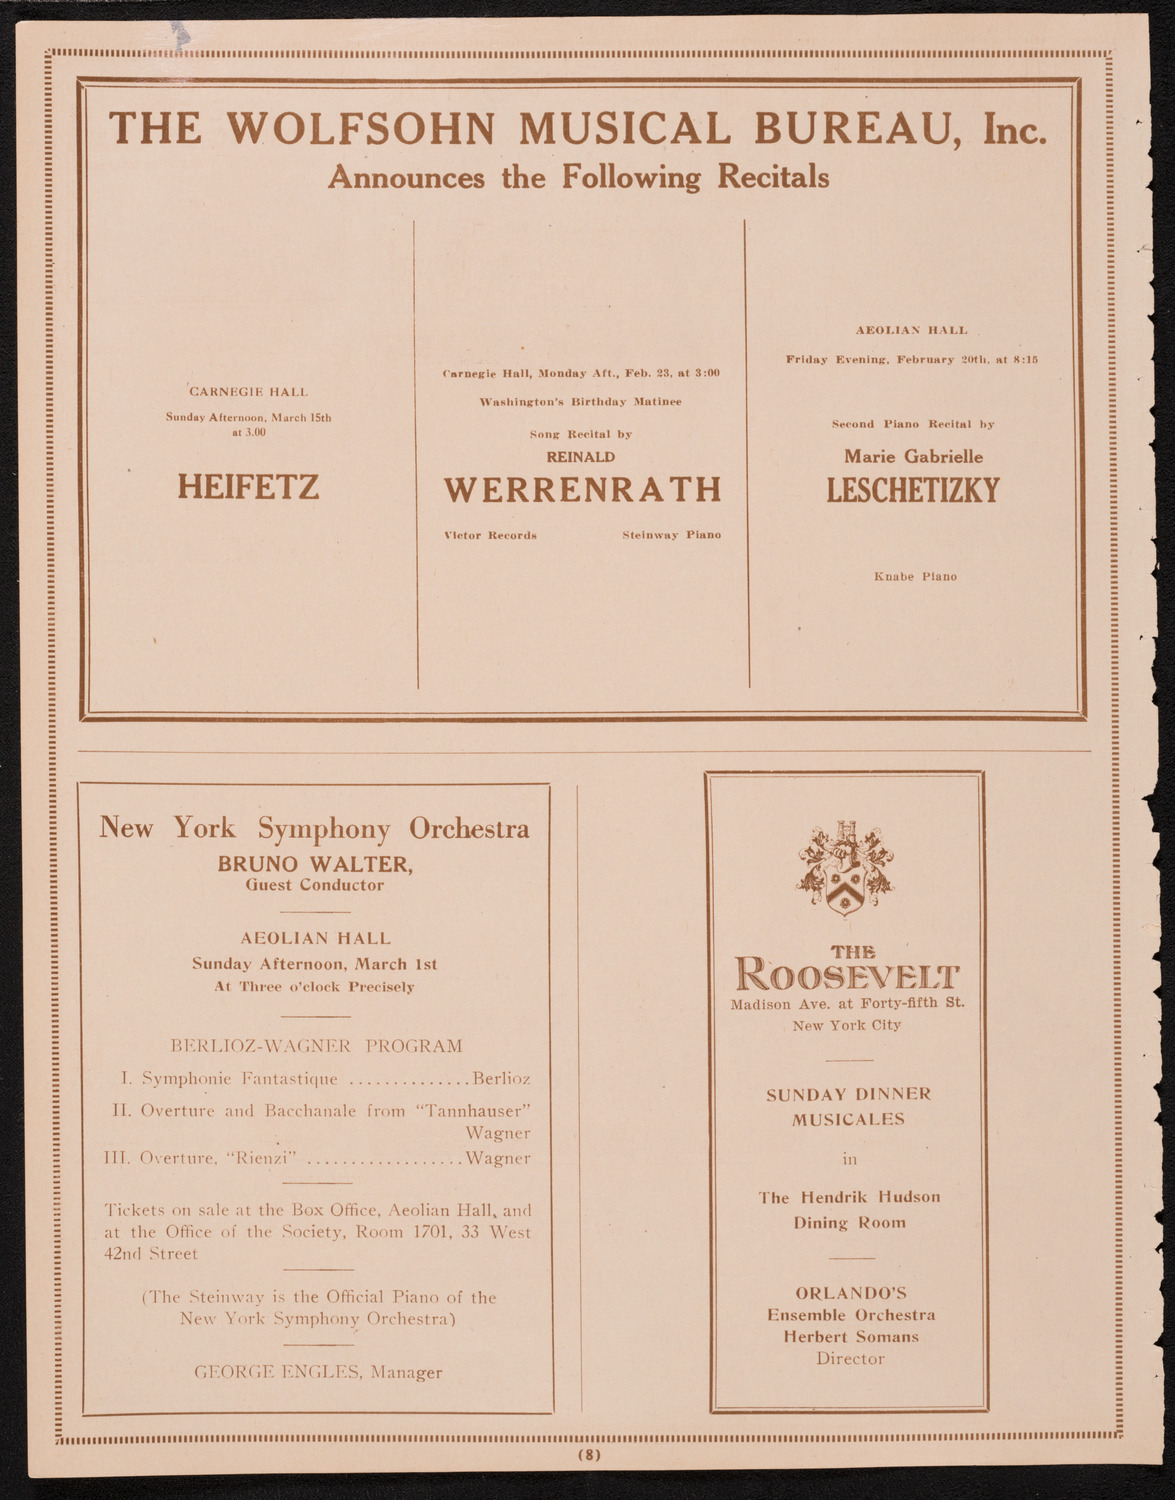 THE WOLFSOHN MUSICAL BUREAU, Inc.
Announces the Following Recitals
CARNEGIE HALL
Sunday Afternoon, March 15th
at 3.00
HEIFETZ
Carnegie Hall, Monday Aft., Feb. 23, at 3:00
Washington's Birthday Matinee
Song Recital by
REINALD
WERRENRATH
Victor Records Steinway Piano
AEOLIAN HALL
Friday Evening, February 20th, at 8:15
Second Piano Recital by
Marie Gabrielle
LESCHETIZKY
Knabe Piano
New York Symphony Orchestra
BRUNO WALTER,
Guest Conductor
AEOLIAN HALL
Sunday Afternoon, March 1st
At Three o'clock Precisely
BERLIOZ-WAGNER PROGRAM
I. Symphonie Fantastique ..............Berlioz
II. Overture and Bacchanale from "Tannhauser"
Wagner
III. Overture, "Rienzi" ..................Wagner
Tickets on sale at the Box Office, Aeolian Hall, and
at the Office of the Society, Room 1701, 33 West
42nd Street
(The Steinway is the Official Piano of the
New York Symphony Orchestra)
GEORGE ENGLES, Manager
THE
ROOSEVELT
Madison Ave. at Forty-fifth St.
New York City
SUNDAY DINNER
MUSICALES
in
The Hendrik Hudson
Dining Room
ORLANDO'S
Ensemble Orchestra
Herbert Somans
Director
(8)